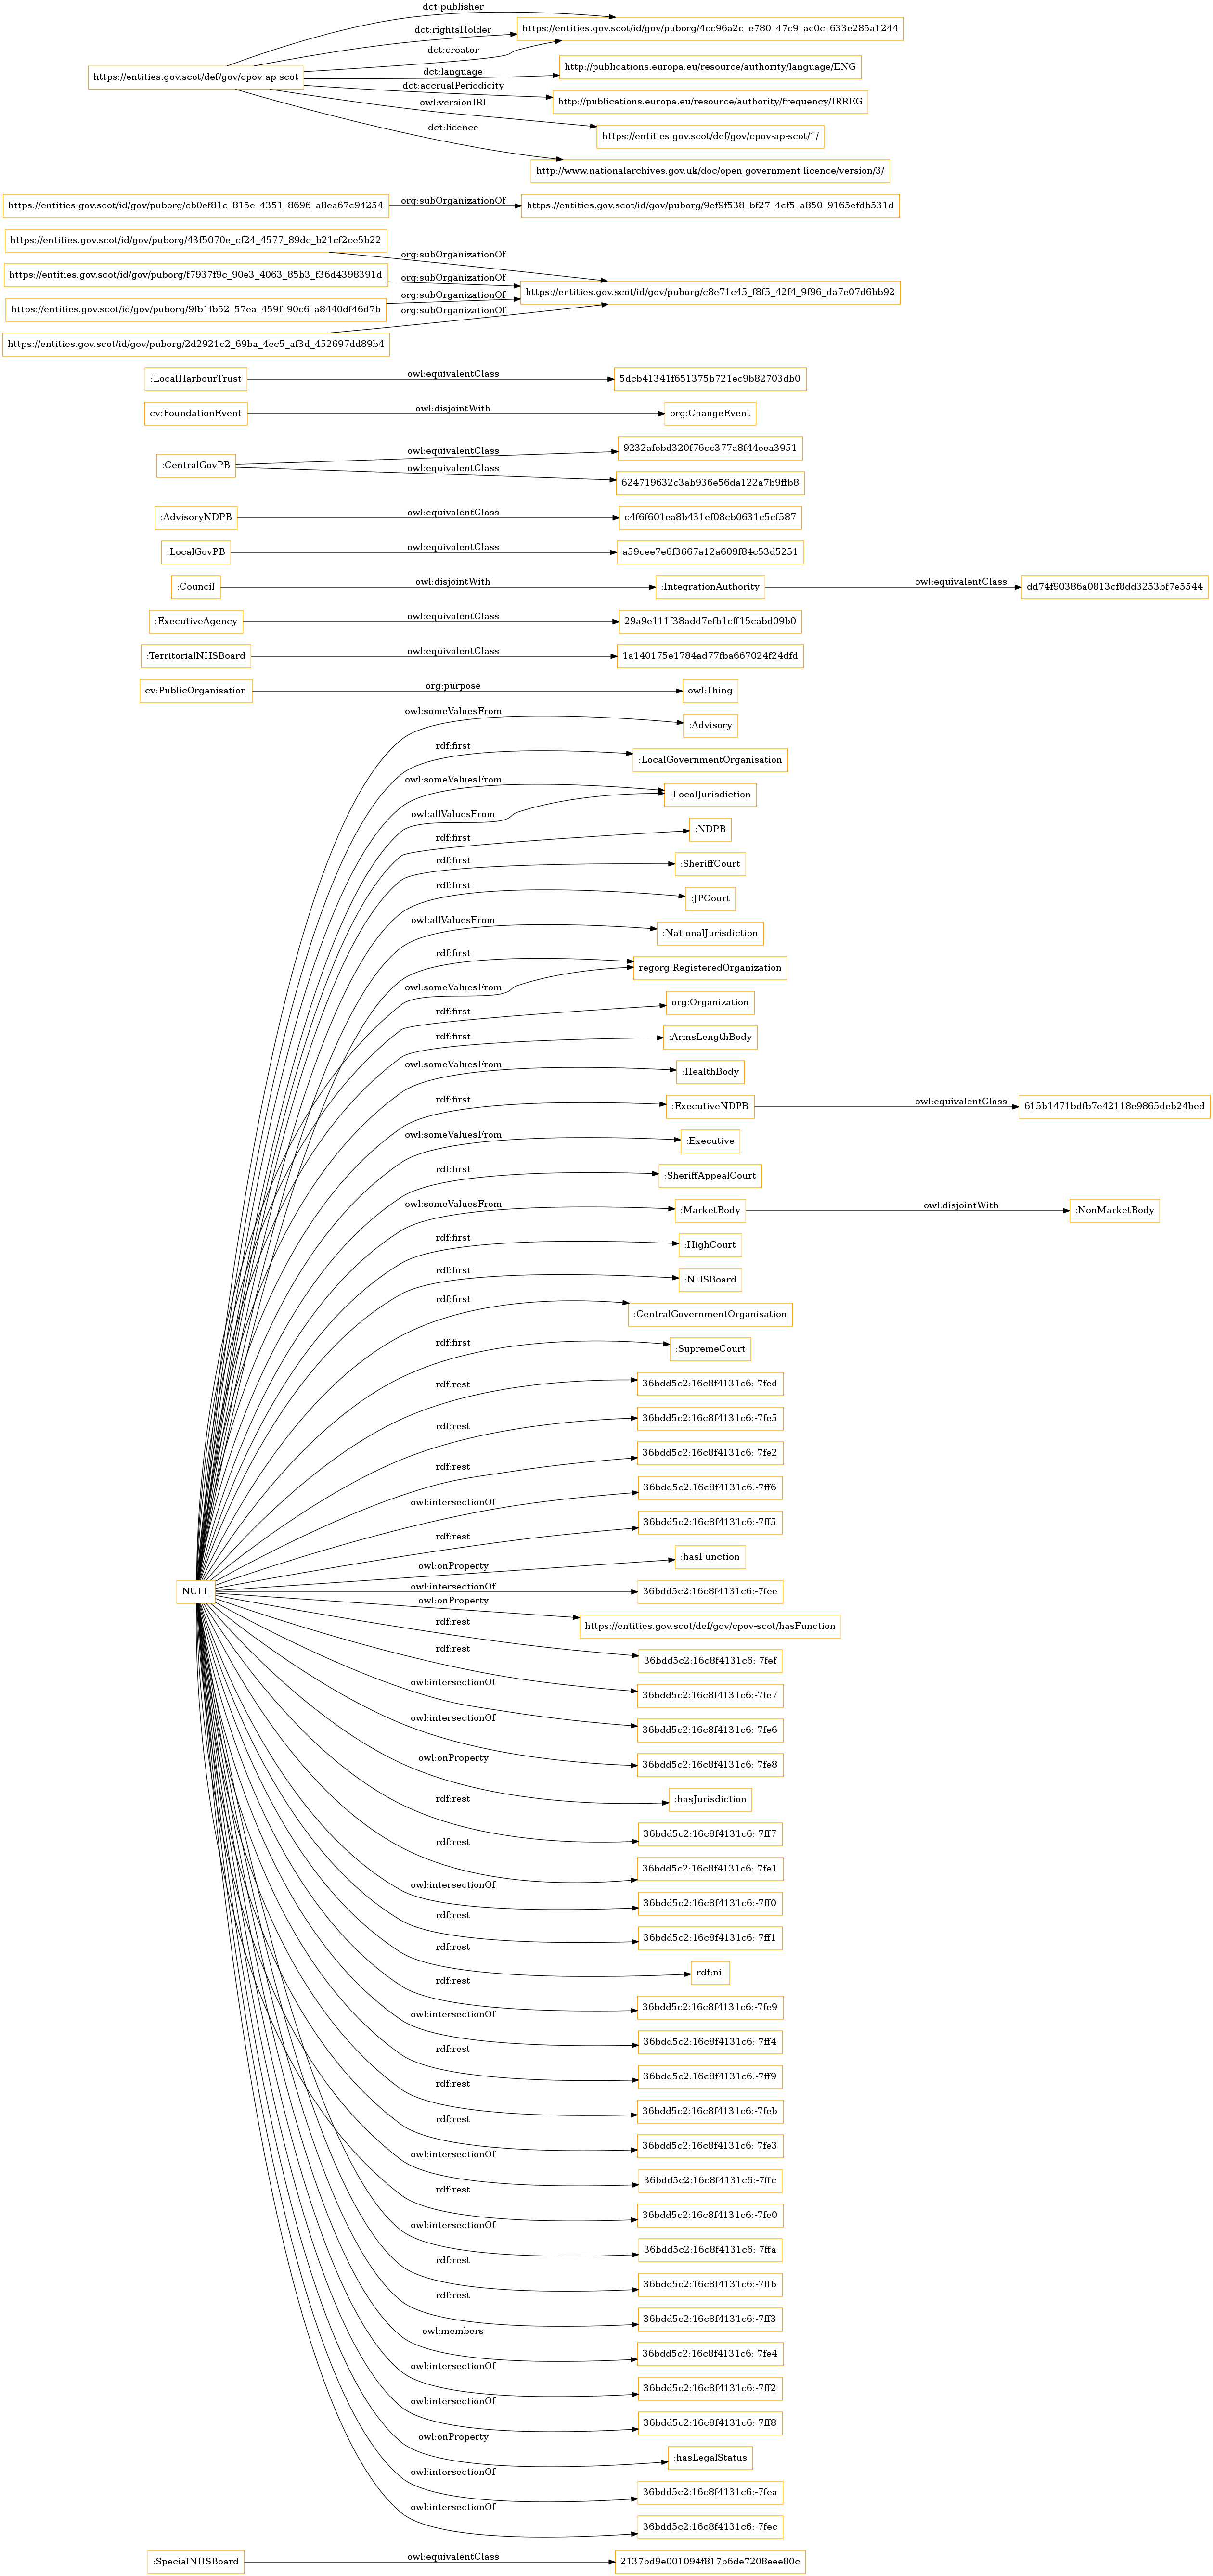 dct:publisher
https://entities.gov.scot/id/gov/puborg/4cc96a2c_e780_47c9_ac0c_633e285a1244
dct:rightsHolder
dct:creator
http://publications.europa.eu/resource/authority/language/ENG
https://entities.gov.scot/def/gov/cpov-ap-scot
dct:language
dct:accrualPeriodicity
http://publications.europa.eu/resource/authority/frequency/IRREG
owl:versionIRI
https://entities.gov.scot/def/gov/cpov-ap-scot/1/
dct:licence
http://www.nationalarchives.gov.uk/doc/open-government-licence/version/3/
https://entities.gov.scot/id/gov/puborg/cb0ef81c_815e_4351_8696_a8ea67c94254
org:subOrganizationOf
https://entities.gov.scot/id/gov/puborg/9ef9f538_bf27_4cf5_a850_9165efdb531d
https://entities.gov.scot/id/gov/puborg/43f5070e_cf24_4577_89dc_b21cf2ce5b22
org:subOrganizationOf
https://entities.gov.scot/id/gov/puborg/f7937f9c_90e3_4063_85b3_f36d4398391d
org:subOrganizationOf
https://entities.gov.scot/id/gov/puborg/c8e71c45_f8f5_42f4_9f96_da7e07d6bb92
https://entities.gov.scot/id/gov/puborg/9fb1fb52_57ea_459f_90c6_a8440df46d7b
org:subOrganizationOf
org:subOrganizationOf
https://entities.gov.scot/id/gov/puborg/2d2921c2_69ba_4ec5_af3d_452697dd89b4
:LocalHarbourTrust
owl:equivalentClass
5dcb41341f651375b721ec9b82703db0
cv:FoundationEvent
owl:disjointWith
org:ChangeEvent
:CentralGovPB
owl:equivalentClass
9232afebd320f76cc377a8f44eea3951
owl:equivalentClass
624719632c3ab936e56da122a7b9ffb8
:AdvisoryNDPB
owl:equivalentClass
c4f6f601ea8b431ef08cb0631c5cf587
:LocalGovPB
owl:equivalentClass
a59cee7e6f3667a12a609f84c53d5251
:Council
owl:disjointWith
:IntegrationAuthority
owl:equivalentClass
dd74f90386a0813cf8dd3253bf7e5544
:ExecutiveAgency
owl:equivalentClass
29a9e111f38add7efb1cff15cabd09b0
:TerritorialNHSBoard
owl:equivalentClass
1a140175e1784ad77fba667024f24dfd
cv:PublicOrganisation
org:purpose
owl:Thing
owl:someValuesFrom
:Advisory
rdf:first
:LocalGovernmentOrganisation
owl:someValuesFrom
:LocalJurisdiction
owl:allValuesFrom
rdf:first
:NDPB
rdf:first
:SheriffCourt
rdf:first
:JPCourt
owl:allValuesFrom
:NationalJurisdiction
rdf:first
regorg:RegisteredOrganization
owl:someValuesFrom
rdf:first
org:Organization
rdf:first
:ArmsLengthBody
owl:someValuesFrom
:HealthBody
rdf:first
:ExecutiveNDPB
owl:equivalentClass
615b1471bdfb7e42118e9865deb24bed
owl:someValuesFrom
:Executive
rdf:first
:SheriffAppealCourt
owl:someValuesFrom
:MarketBody
owl:disjointWith
:NonMarketBody
rdf:first
:HighCourt
rdf:first
:NHSBoard
rdf:first
:CentralGovernmentOrganisation
rdf:first
:SupremeCourt
rdf:rest
36bdd5c2:16c8f4131c6:-7fed
rdf:rest
36bdd5c2:16c8f4131c6:-7fe5
rdf:rest
36bdd5c2:16c8f4131c6:-7fe2
owl:intersectionOf
36bdd5c2:16c8f4131c6:-7ff6
rdf:rest
36bdd5c2:16c8f4131c6:-7ff5
owl:onProperty
:hasFunction
NULL
owl:intersectionOf
36bdd5c2:16c8f4131c6:-7fee
owl:onProperty
https://entities.gov.scot/def/gov/cpov-scot/hasFunction
rdf:rest
36bdd5c2:16c8f4131c6:-7fef
rdf:rest
36bdd5c2:16c8f4131c6:-7fe7
owl:intersectionOf
36bdd5c2:16c8f4131c6:-7fe6
owl:intersectionOf
36bdd5c2:16c8f4131c6:-7fe8
owl:onProperty
:hasJurisdiction
rdf:rest
36bdd5c2:16c8f4131c6:-7ff7
rdf:rest
36bdd5c2:16c8f4131c6:-7fe1
owl:intersectionOf
36bdd5c2:16c8f4131c6:-7ff0
rdf:rest
36bdd5c2:16c8f4131c6:-7ff1
rdf:rest
rdf:nil
rdf:rest
36bdd5c2:16c8f4131c6:-7fe9
owl:intersectionOf
36bdd5c2:16c8f4131c6:-7ff4
rdf:rest
36bdd5c2:16c8f4131c6:-7ff9
rdf:rest
36bdd5c2:16c8f4131c6:-7feb
rdf:rest
36bdd5c2:16c8f4131c6:-7fe3
owl:intersectionOf
36bdd5c2:16c8f4131c6:-7ffc
rdf:rest
36bdd5c2:16c8f4131c6:-7fe0
owl:intersectionOf
36bdd5c2:16c8f4131c6:-7ffa
rdf:rest
36bdd5c2:16c8f4131c6:-7ffb
rdf:rest
36bdd5c2:16c8f4131c6:-7ff3
owl:members
36bdd5c2:16c8f4131c6:-7fe4
owl:intersectionOf
36bdd5c2:16c8f4131c6:-7ff2
owl:intersectionOf
36bdd5c2:16c8f4131c6:-7ff8
owl:onProperty
:hasLegalStatus
owl:intersectionOf
36bdd5c2:16c8f4131c6:-7fea
owl:intersectionOf
36bdd5c2:16c8f4131c6:-7fec
:SpecialNHSBoard
owl:equivalentClass
2137bd9e001094f817b6de7208eee80c